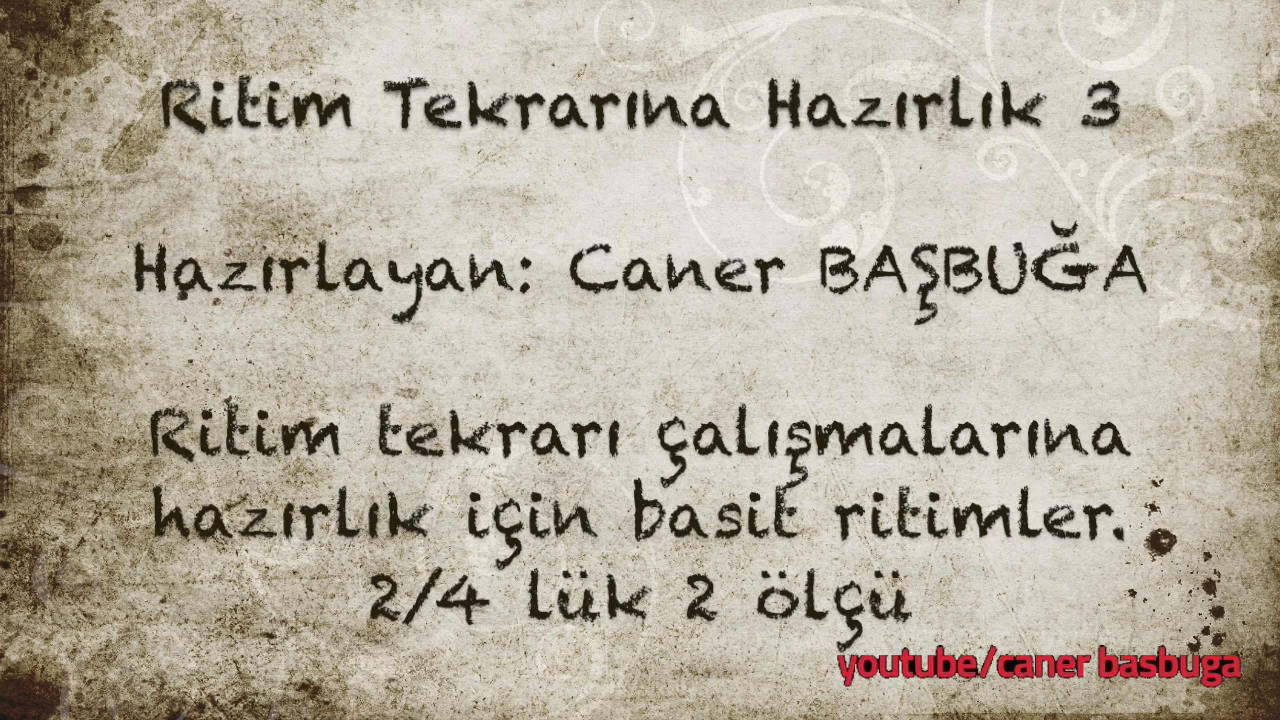 Ritim Tekrarına Hazırlık 3
Hazırlayan: Caner BAŞBUĞA
Ritim tekrarı çalışmalarına
hazırlık için basit ritimler.
2/4 lük 2 ölçü
youtube/caner basbuga